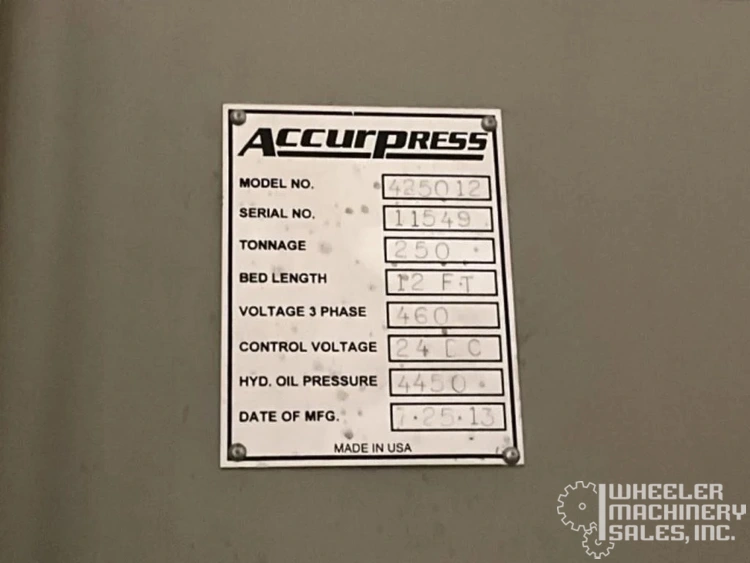 ACCURPRESS
MODEL NO. 425012
SERIAL NO. 11549
TONNAGE 250
BED LENGTH 12 FT
VOLTAGE 3 PHASE 460
CONTROL VOLTAGE 24 DC
HYD. OIL PRESSURE 4450
DATE OF MFG. 7·25·13
MADE IN USA
WHEELER
MACHINERY
SALES, INC.